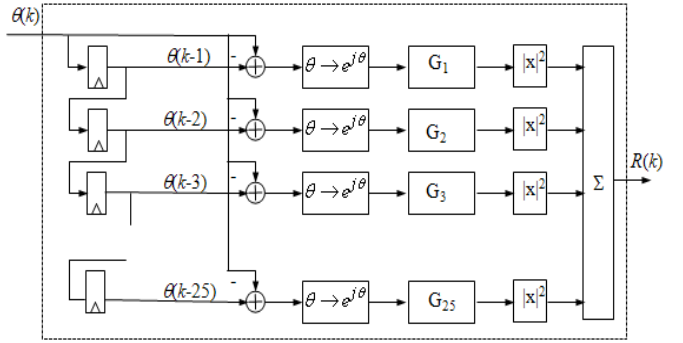 θ(k)
θ(k-1)
-
θ → e^{jθ}
G₁
|x|²
θ(k-2)
-
θ → e^{jθ}
G₂
|x|²
θ(k-3)
-
θ → e^{jθ}
G₃
|x|²
Σ
R(k)
θ(k-25)
-
θ → e^{jθ}
G₂₅
|x|²